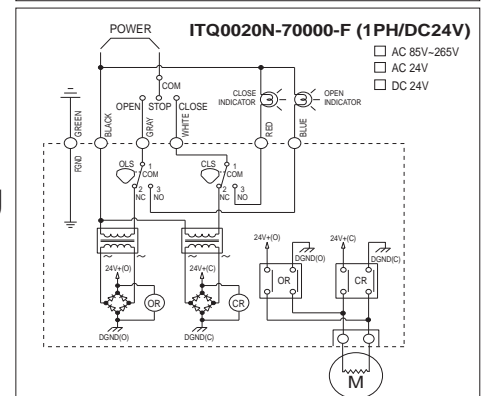 POWER
ITQ0020N-70000-F (1PH/DC24V)
AC 85V~265V
AC 24V
DC 24V
COM
OPEN STOP CLOSE
CLOSE INDICATOR
OPEN INDICATOR
GREEN
BLACK
GRAY
WHITE
RED
BLUE
FGND
OLS
1
COM
2
NC
3
NO
CLS
1
COM
2
NC
3
NO
24V+(O)
OR
DGND(O)
24V+(C)
CR
DGND(C)
24V+(O)
DGND(O)
OR
24V+(C)
DGND(C)
CR
M